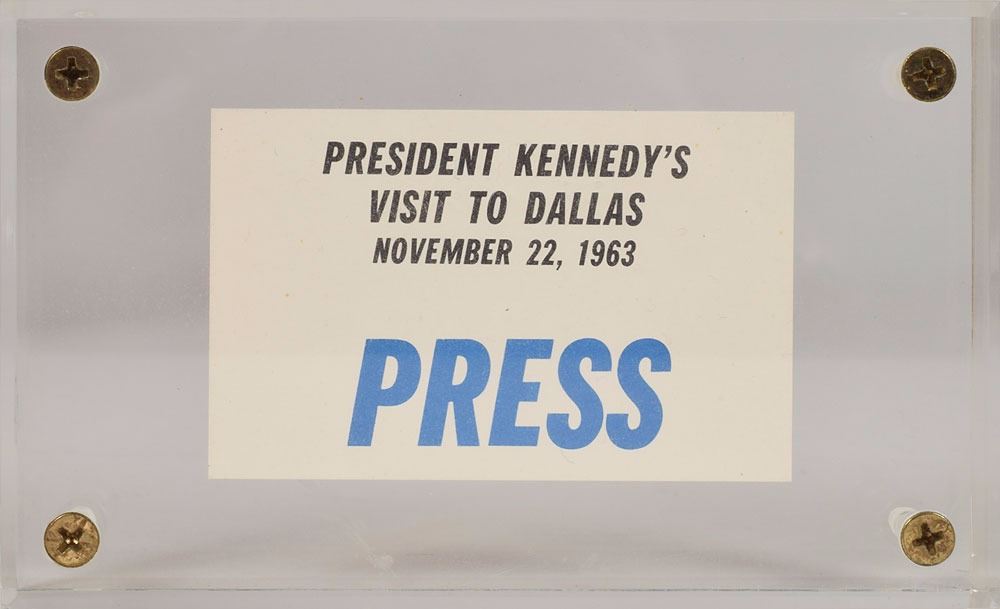 PRESIDENT KENNEDY'S
VISIT TO DALLAS
NOVEMBER 22, 1963
PRESS